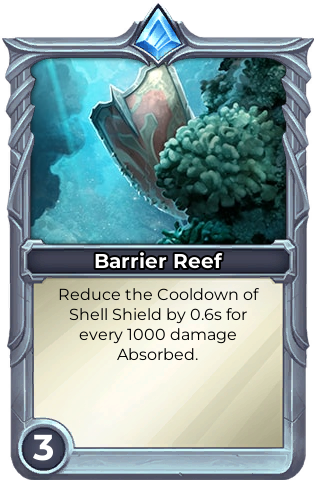 Barrier Reef
Reduce the Cooldown of
Shell Shield by 0.6s for
every 1000 damage
Absorbed.
3